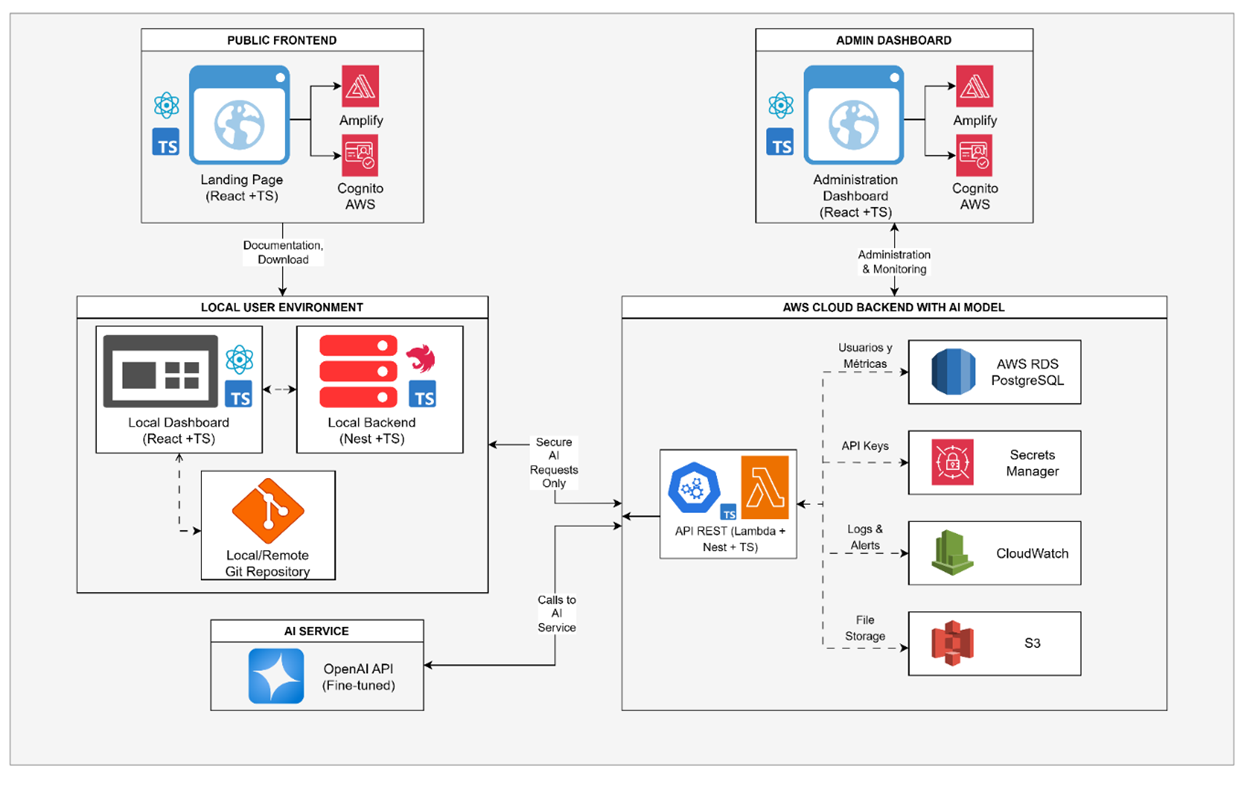 PUBLIC FRONTEND
TS
Landing Page
(React +TS)
Amplify
Cognito
AWS
ADMIN DASHBOARD
TS
Administration
Dashboard
(React +TS)
Amplify
Cognito
AWS
Documentation,
Download
Administration
& Monitoring
LOCAL USER ENVIRONMENT
TS
Local Dashboard
(React +TS)
TS
Local Backend
(Nest +TS)
Local/Remote
Git Repository
Secure
AI
Requests
Only
Calls to
AI
Service
AI SERVICE
OpenAI API
(Fine-tuned)
AWS CLOUD BACKEND WITH AI MODEL
TS
API REST (Lambda +
Nest + TS)
Usuarios y
Métricas
AWS RDS
PostgreSQL
API Keys
Secrets
Manager
Logs &
Alerts
CloudWatch
File
Storage
S3